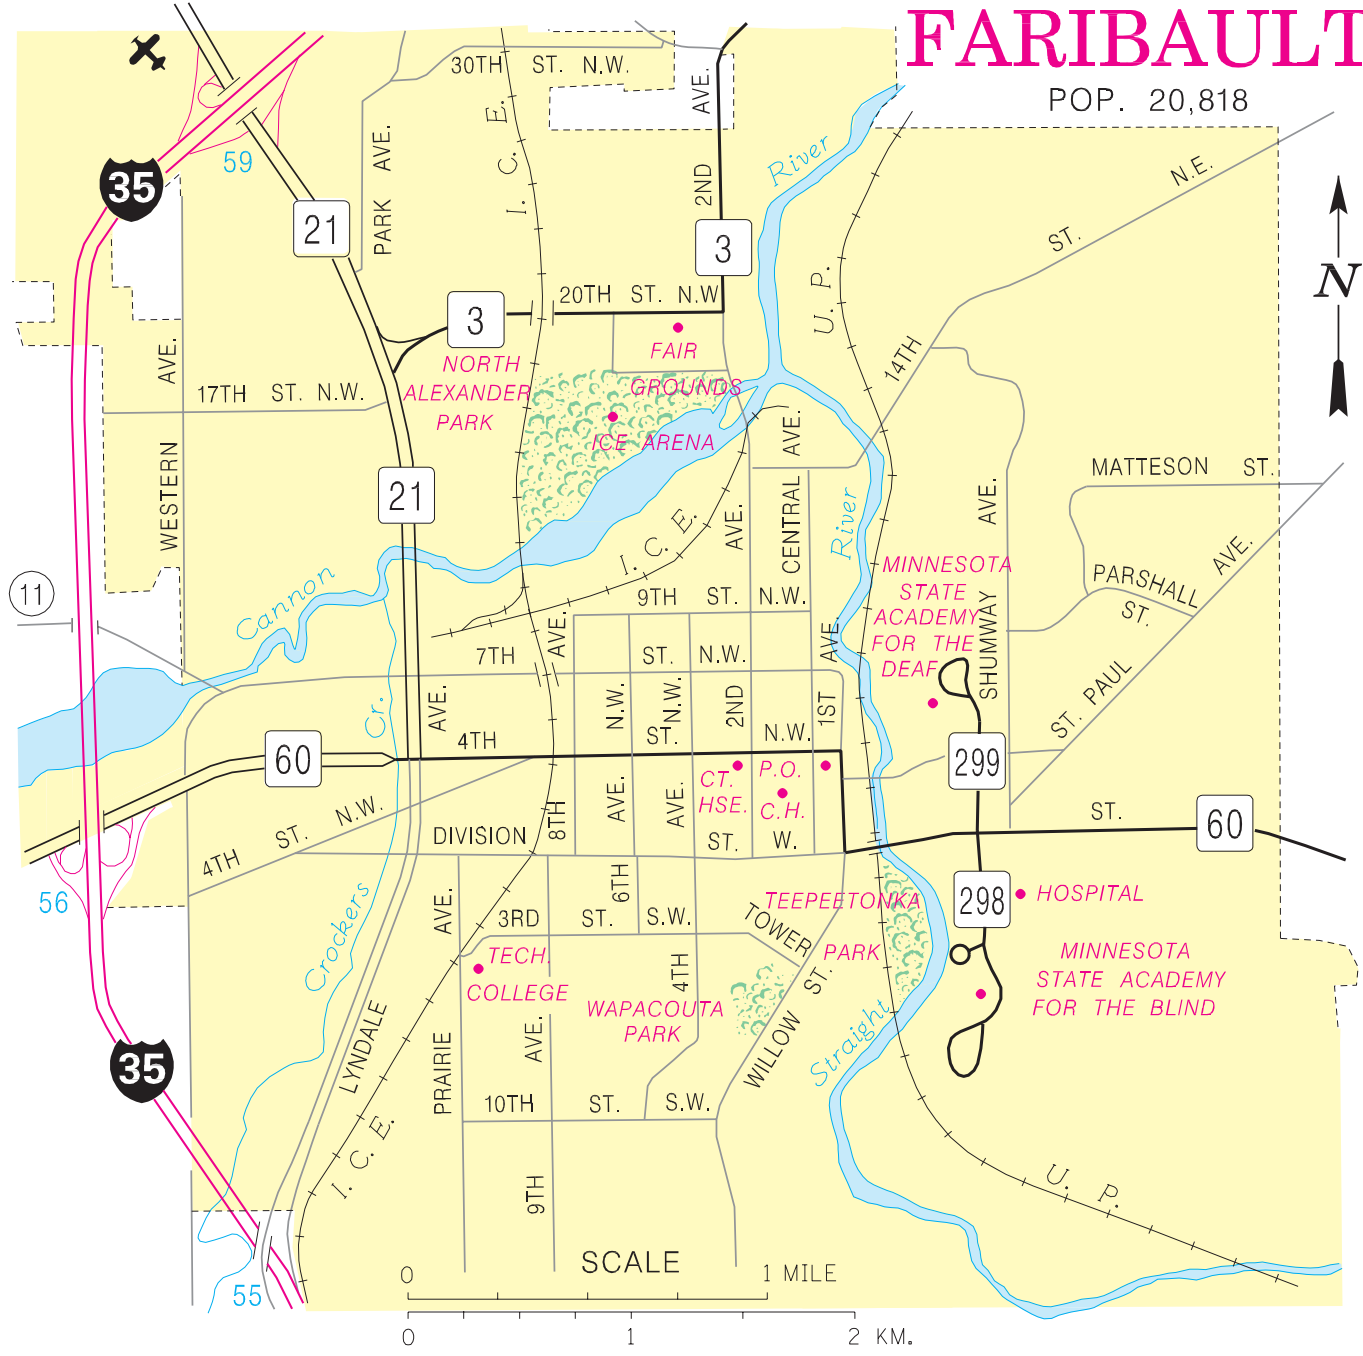 FARIBAULT
POP. 20,818
30TH ST. N.W.
59
35
21
PARK AVE.
I. C. E.
2ND AVE.
River
U. P.
14TH ST. N.E.
N
3
3
20TH ST. N.W
FAIR
GROUNDS
NORTH
ALEXANDER
PARK
ICE ARENA
17TH ST. N.W.
WESTERN AVE.
21
I. C. E.
AVE.
CENTRAL AVE.
River
SHUMWAY AVE.
MATTESON ST.
PARSHALL
ST.
ST. PAUL AVE.
MINNESOTA
STATE
ACADEMY
FOR THE
DEAF
11
Cannon
9TH ST. N.W.
7TH ST. N.W.
AVE.
AVE.
AVE.
N.W.
N.W.
2ND
1ST
Cr.
4TH ST. N.W.
60
CT.
HSE.
P.O.
C.H.
299
8TH
AVE.
AVE.
4TH ST. N.W.
DIVISION ST. W.
ST.
60
56
Crockers
AVE.
6TH
3RD ST. S.W.
TOWER
TEEPEETONKA
PARK
298
HOSPITAL
TECH.
COLLEGE
4TH
WAPACOUTA
PARK
WILLOW ST.
Straight
MINNESOTA
STATE ACADEMY
FOR THE BLIND
35
LYNDALE
PRAIRIE
AVE.
10TH ST. S.W.
I. C. E.
9TH
U. P.
55
SCALE
0 1 MILE
0 1 2 KM.